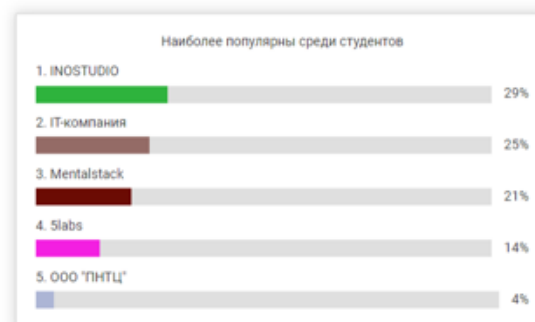 Наиболее популярны среди студентов
1. INOSTUDIO
29%
2. IT-компания
25%
3. Mentalstack
21%
4. 5labs
14%
5. ООО "ПНТЦ"
4%